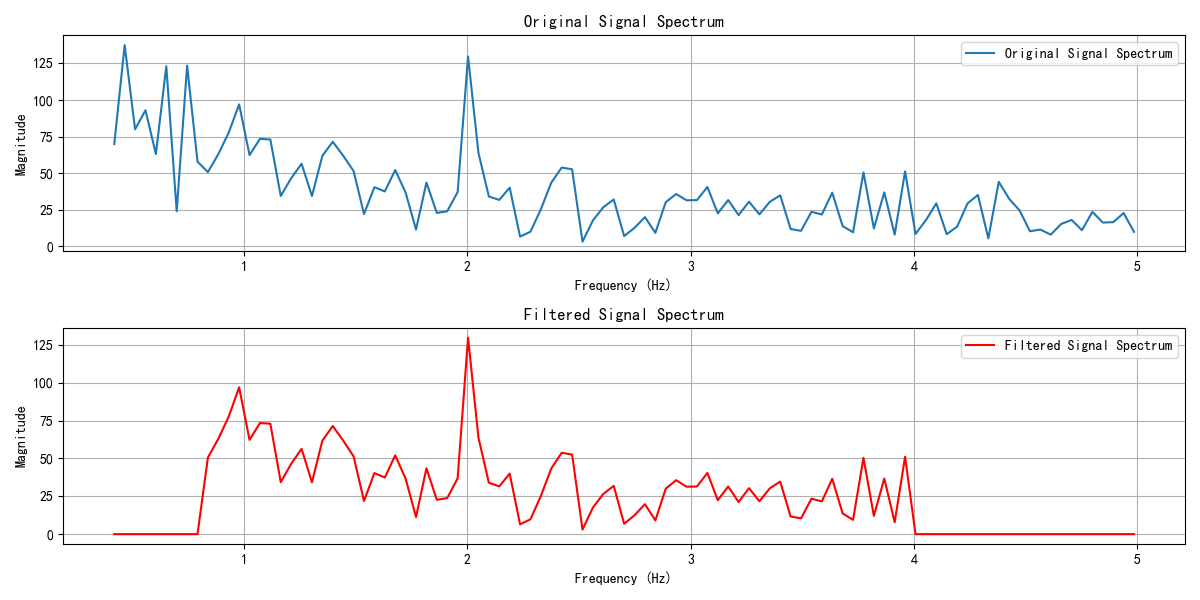 Original Signal Spectrum
Original Signal Spectrum
Magnitude
125
100
75
50
25
0
1
2
3
4
5
Frequency (Hz)
Filtered Signal Spectrum
Filtered Signal Spectrum
Magnitude
125
100
75
50
25
0
1
2
3
4
5
Frequency (Hz)